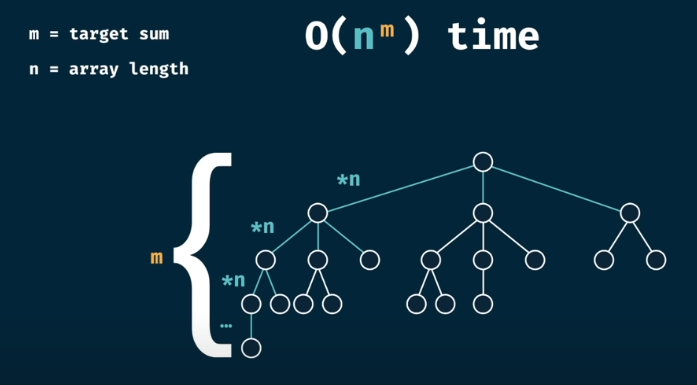 m = target sum
O(nᵐ) time
n = array length
*n
*n
m
*n
...